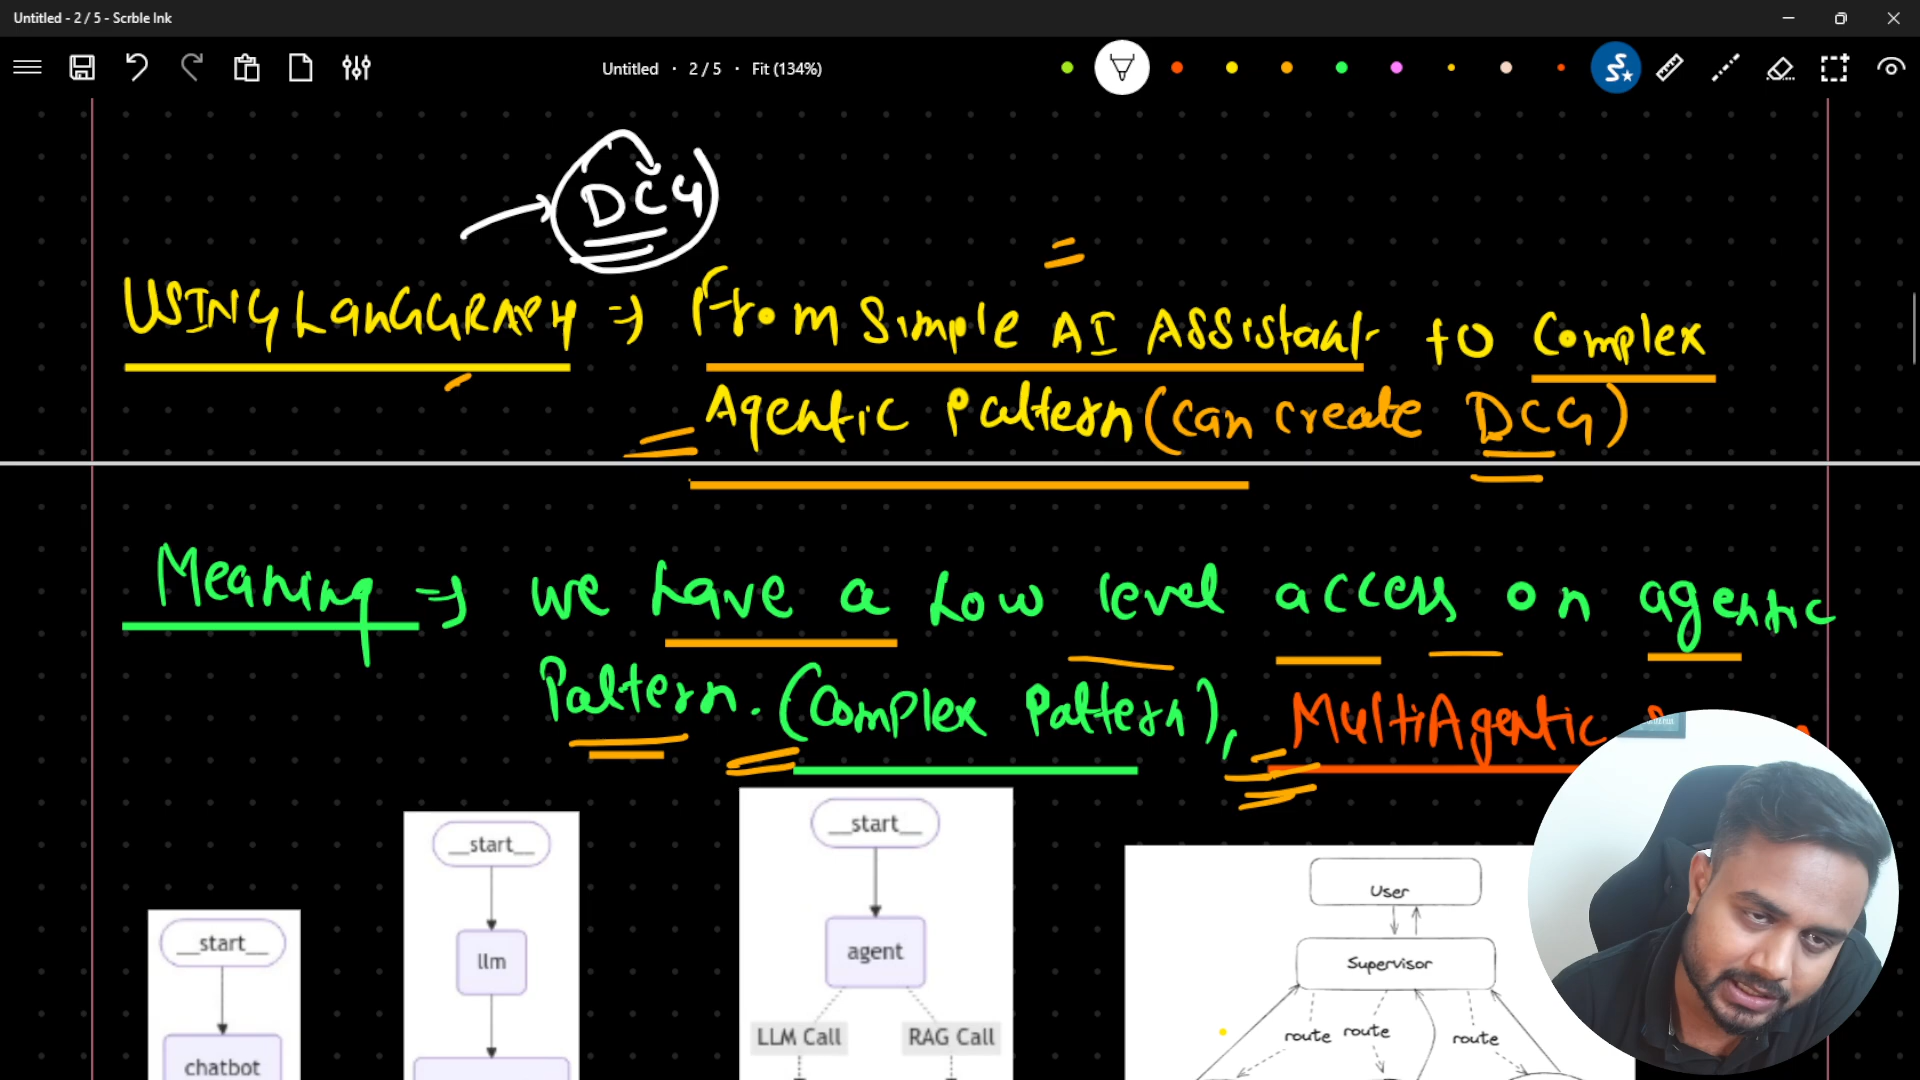 Untitled - 2 / 5 - Scrble Ink
Untitled · 2 / 5 · Fit (134%)
DCG
USING LanGGRAPH => From Simple AI ASSistant to Complex
Agentic Pattern (can create DCG)
Meaning => we have a Low level access on agentic
Pattern. (Complex Pattern), MultiAgentic
__start__
chatbot
__start__
llm
__start__
agent
LLM Call RAG Call
User
Supervisor
route route route